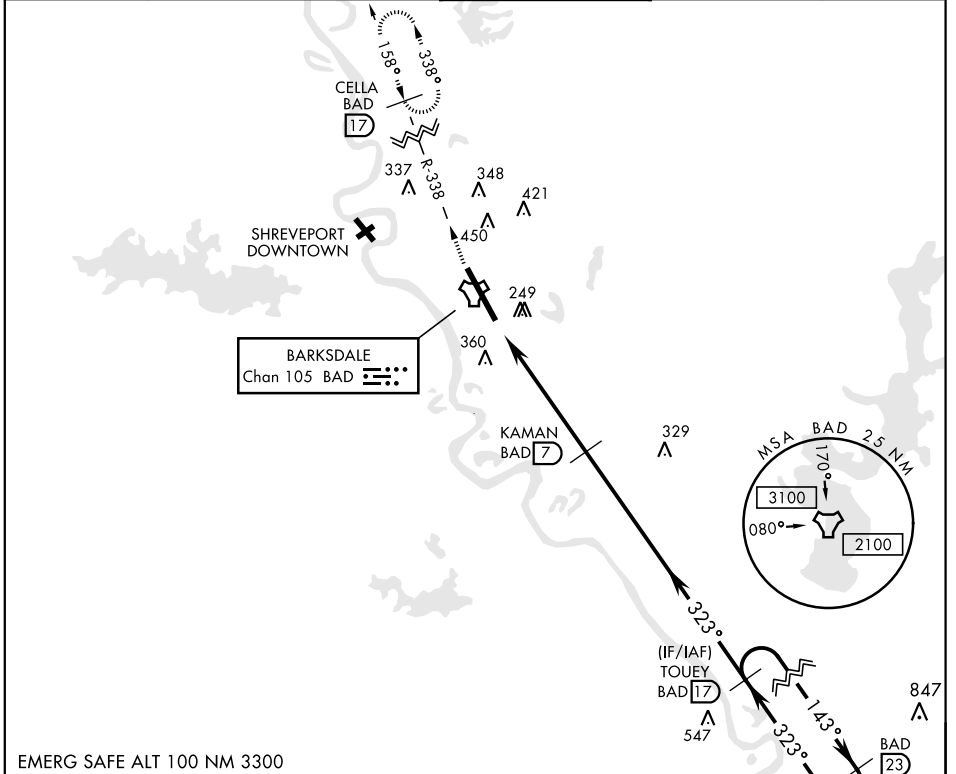 158°
338°
CELLA
BAD
17
R-338
337
348
421
450
SHREVEPORT
DOWNTOWN
249
360
BARKSDALE
Chan 105 BAD
KAMAN
BAD 7
329
MSA BAD 25 NM
170°
3100
080°
2100
323°
(IF/IAF)
TOUEY
BAD 17
547
143°
323°
847
BAD
23
EMERG SAFE ALT 100 NM 3300